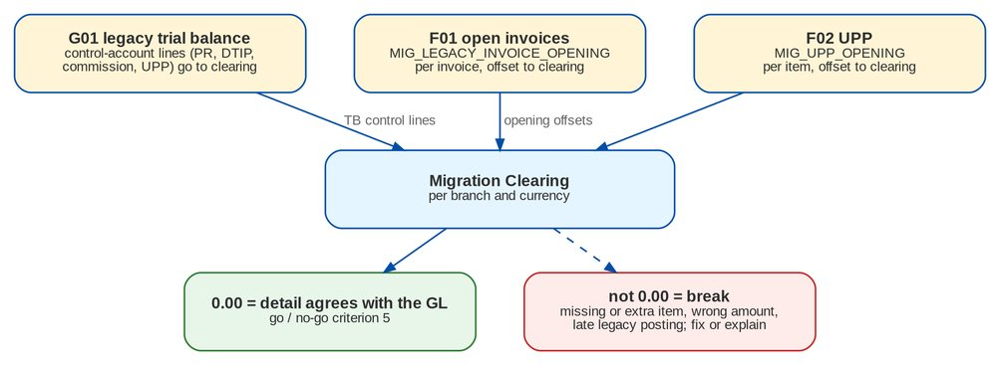 G01 legacy trial balance
control-account lines (PR, DTIP,
commission, UPP) go to clearing
F01 open invoices
MIG_LEGACY_INVOICE_OPENING
per invoice, offset to clearing
F02 UPP
MIG_UPP_OPENING
per item, offset to clearing
TB control lines
opening offsets
Migration Clearing
per branch and currency
0.00 = detail agrees with the GL
go / no-go criterion 5
not 0.00 = break
missing or extra item, wrong amount,
late legacy posting; fix or explain